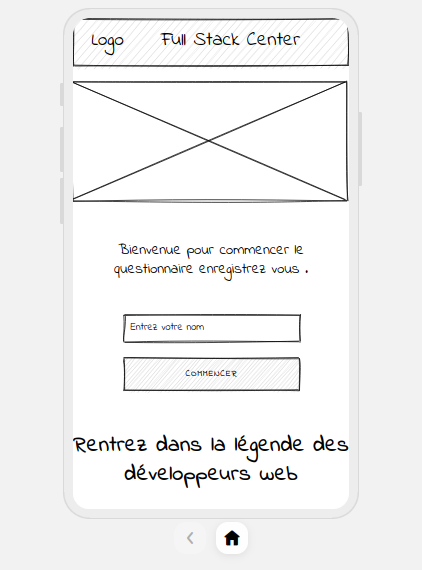 Logo Full Stack Center
Bienvenue pour commencer le
questionnaire enregistrez vous .
Entrez votre nom
COMMENCER
Rentrez dans la légende des
développeurs web